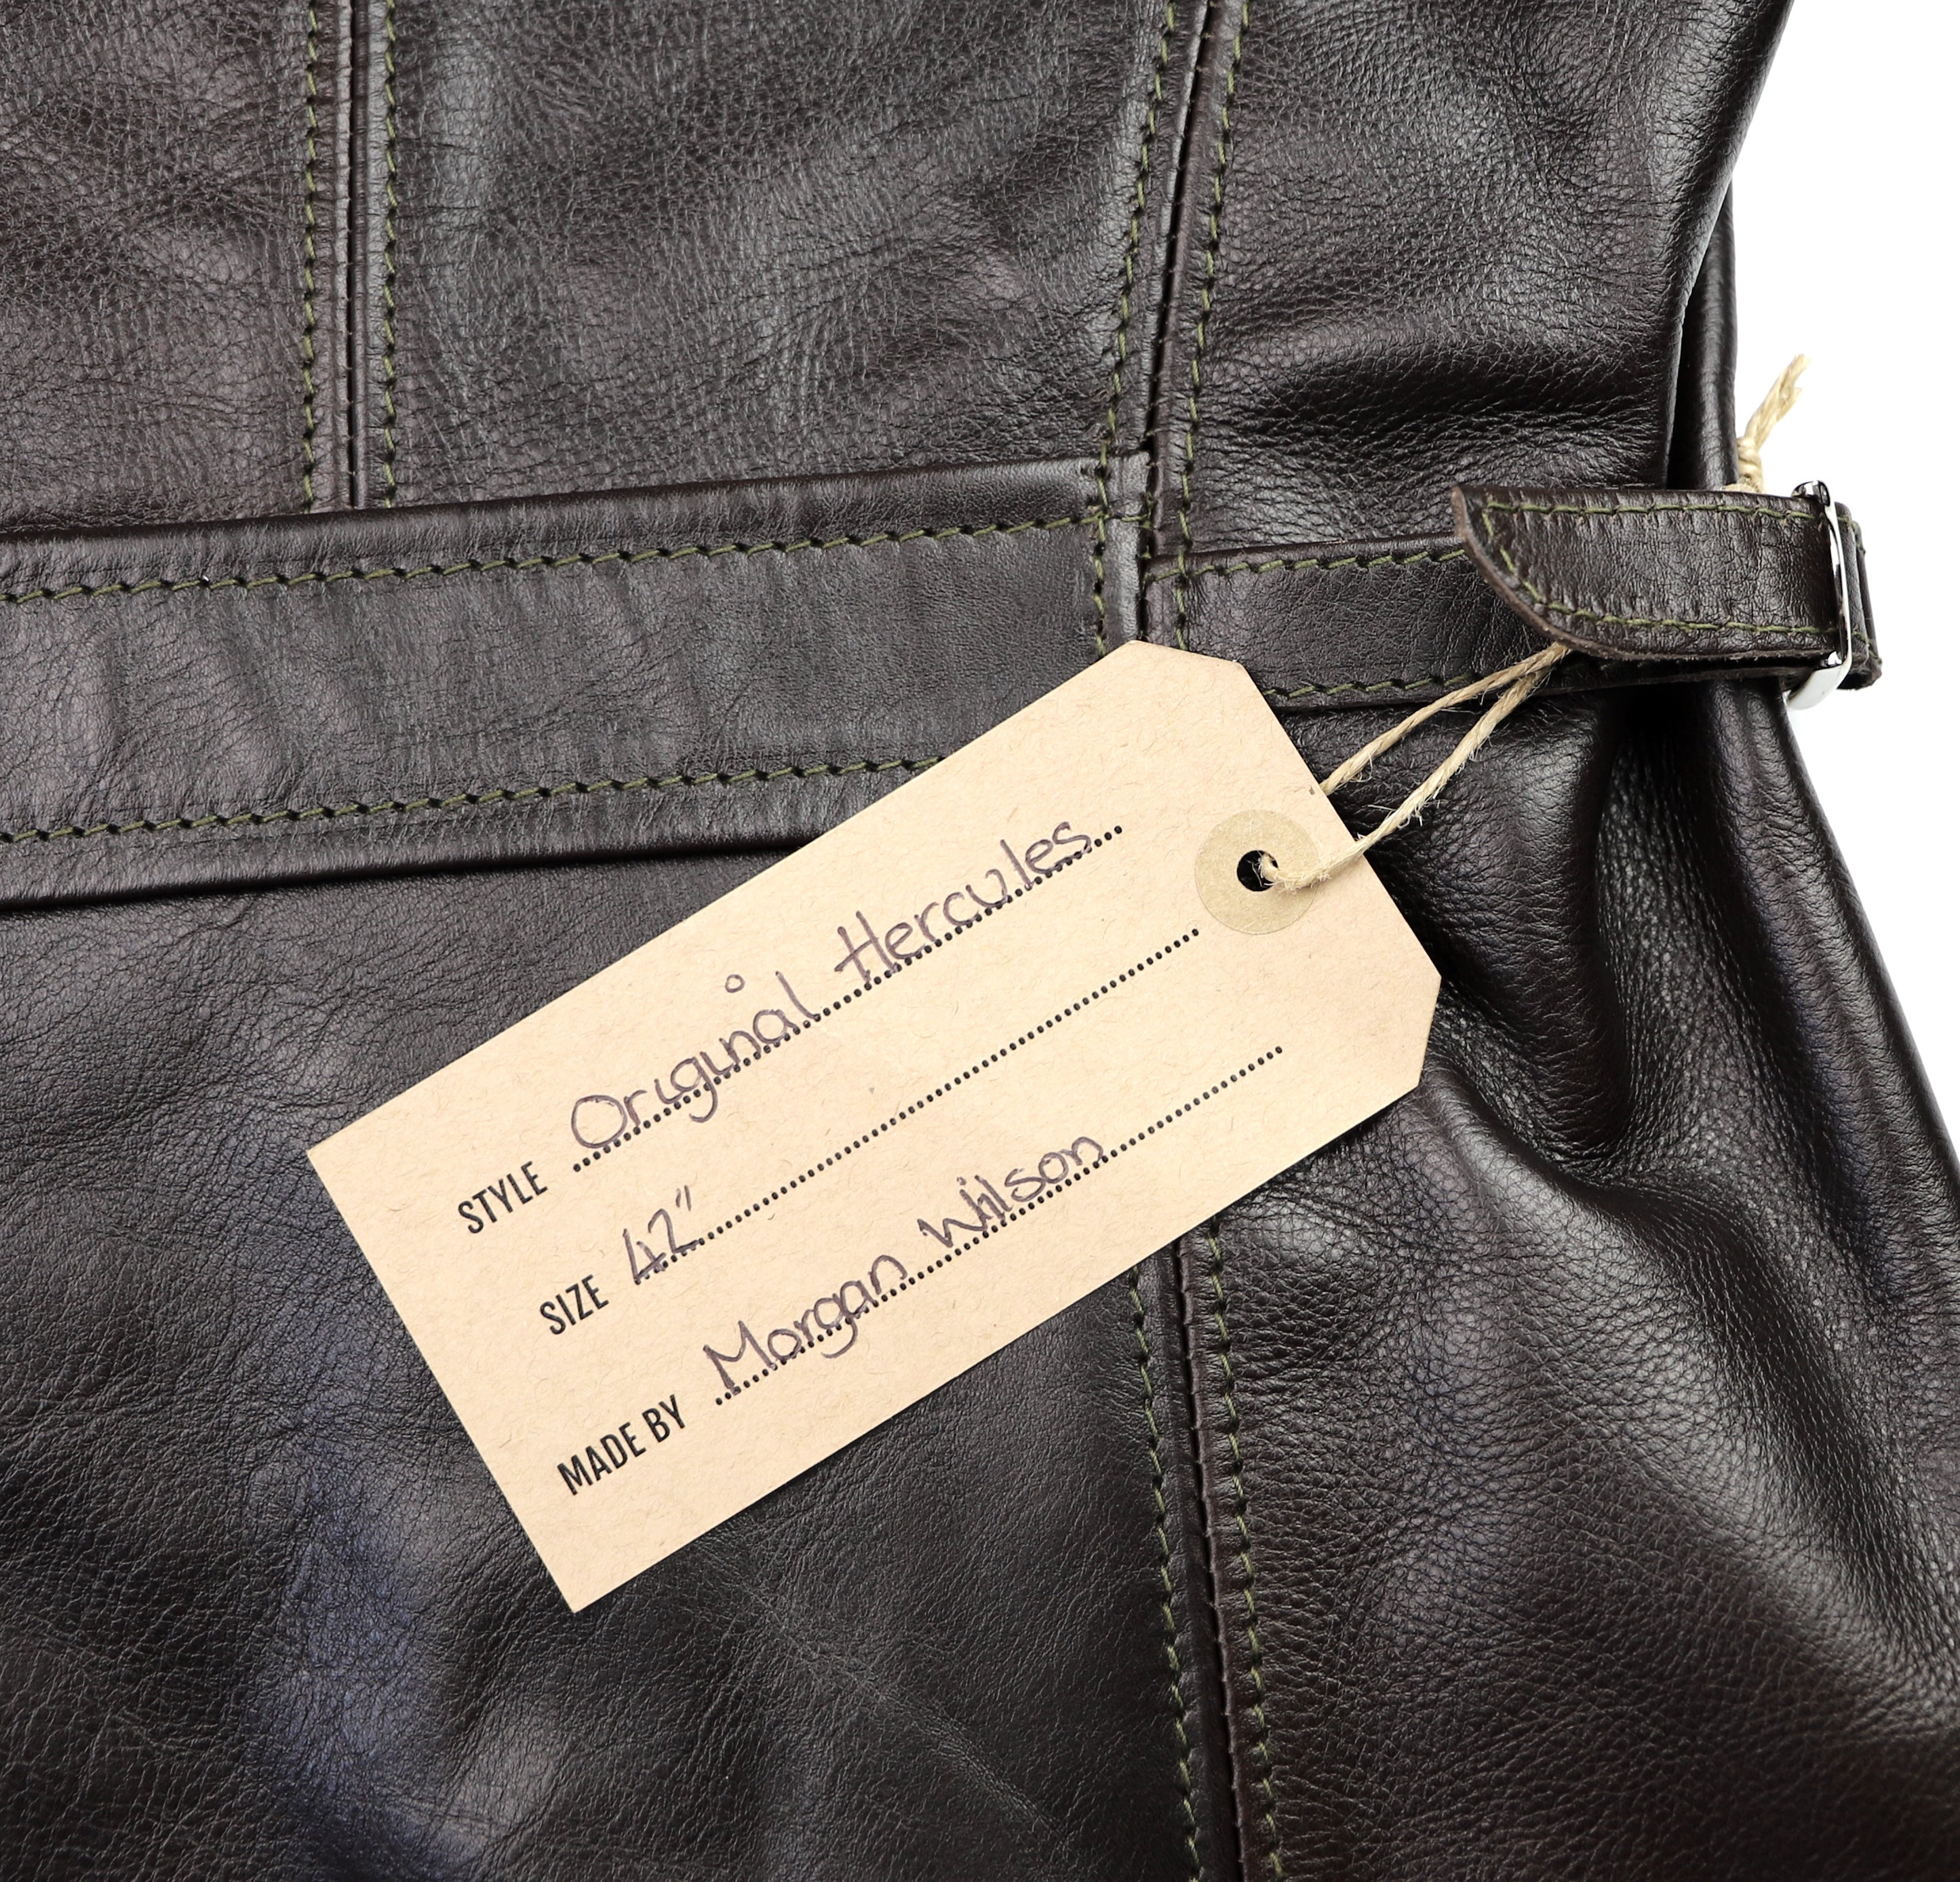 STYLE Original Hercules
SIZE 42"
MADE BY Morgan Wilson